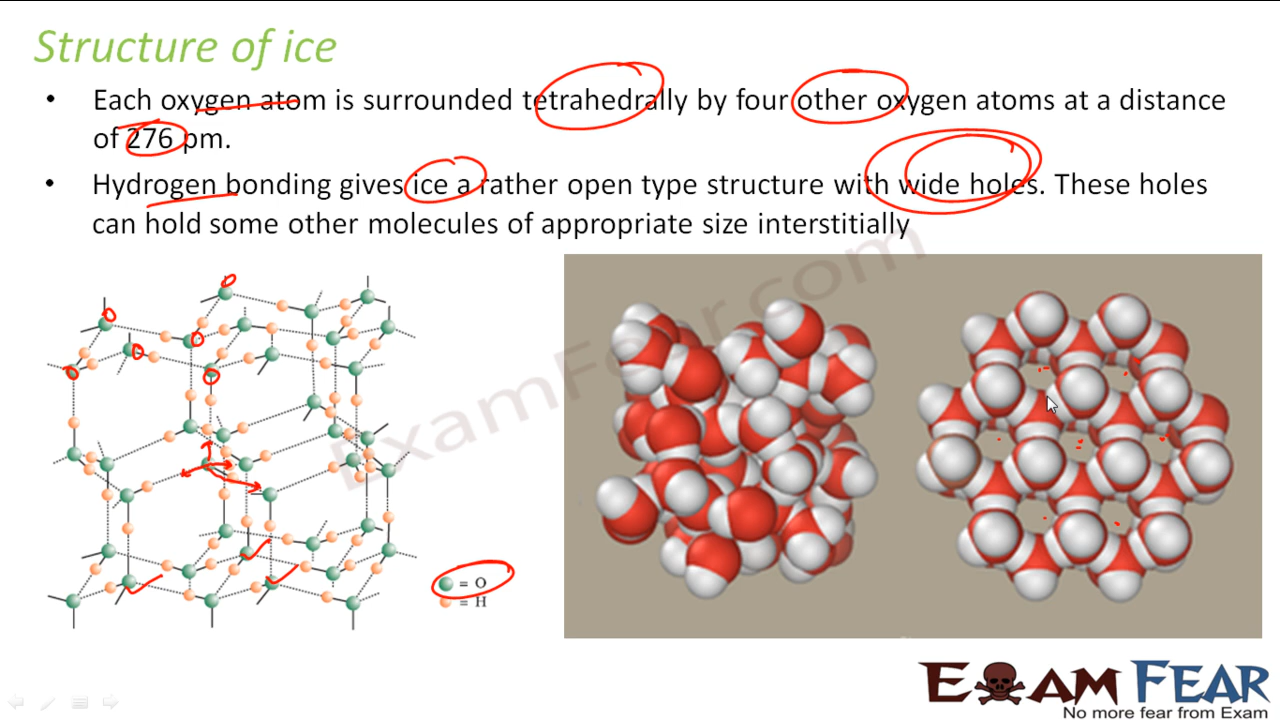 Structure of ice
• Each oxygen atom is surrounded tetrahedrally by four other oxygen atoms at a distance
of 276 pm.
• Hydrogen bonding gives ice a rather open type structure with wide holes. These holes
can hold some other molecules of appropriate size interstitially
ExamFear.com
= O
= H
EXAM FEAR
No more fear from Exam